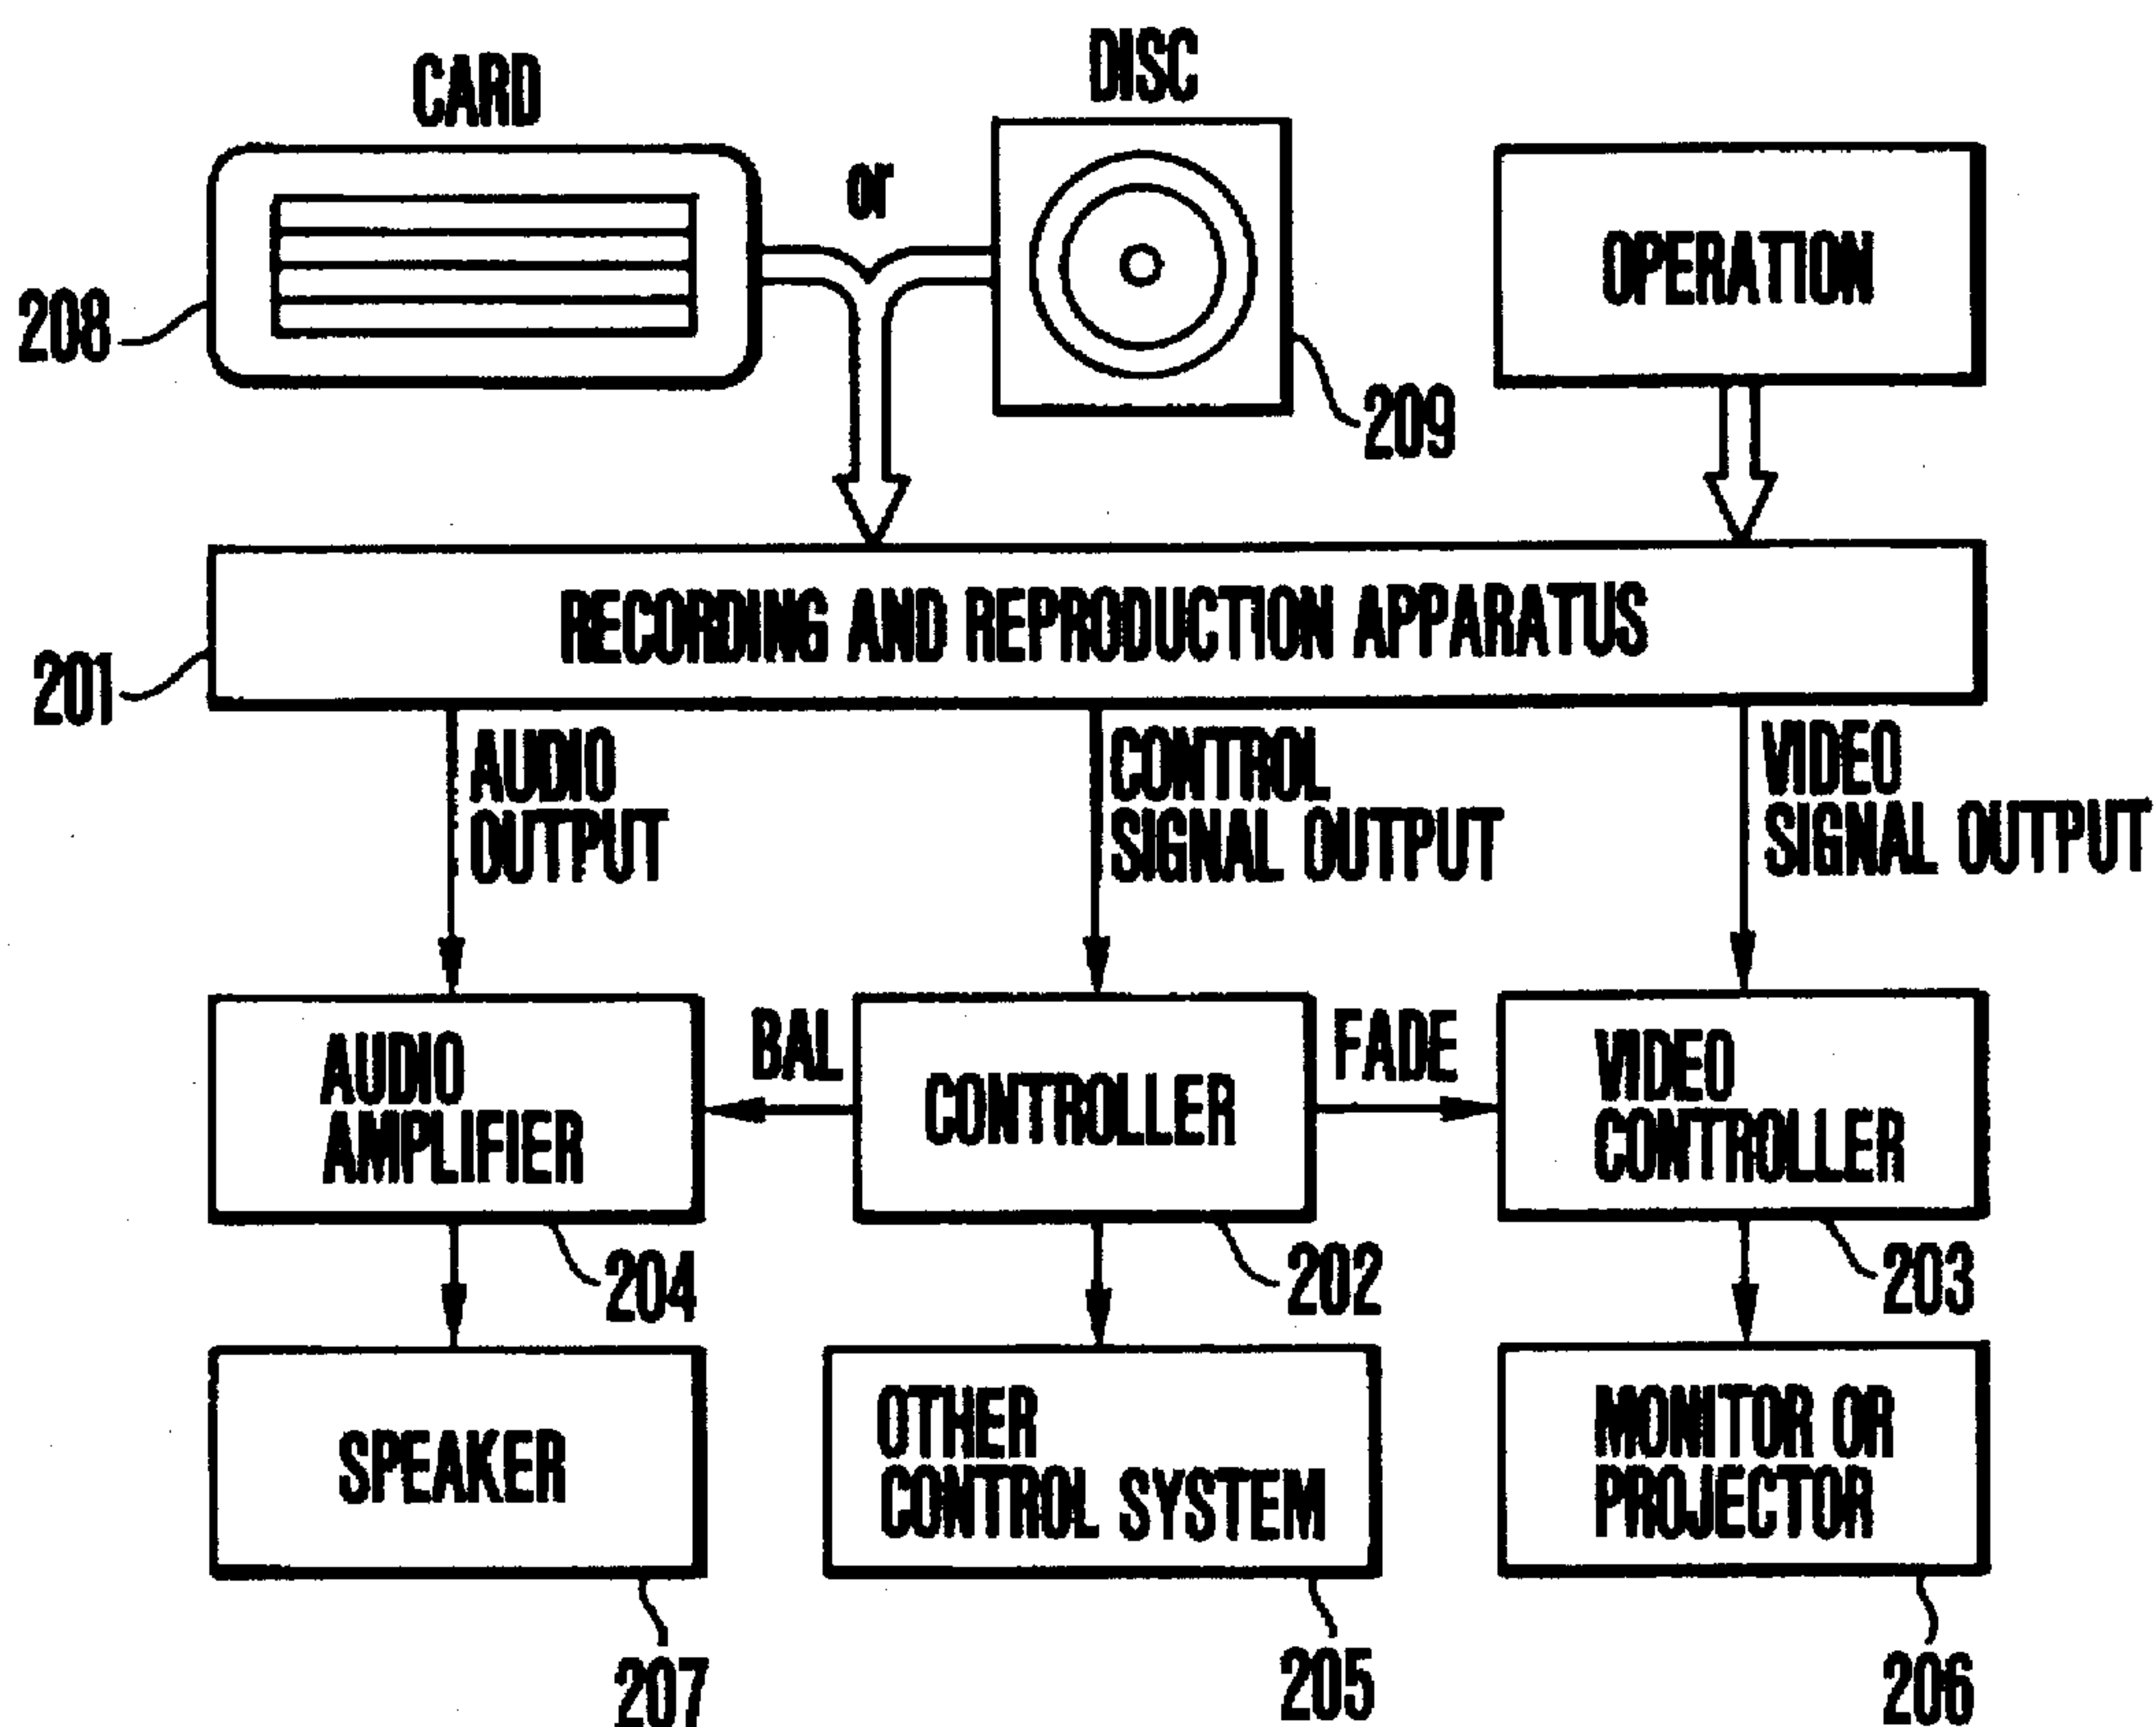 CARD
DISC
or
OPERATION
208
209
RECORDING AND REPRODUCTION APPARATUS
201
AUDIO
OUTPUT
CONTROL
SIGNAL OUTPUT
VIDEO
SIGNAL OUTPUT
AUDIO
AMPLIFIER
BAL
CONTROLLER
FADE
VIDEO
CONTROLLER
204
202
203
SPEAKER
OTHER
CONTROL SYSTEM
MONITOR OR
PROJECTOR
207
205
206